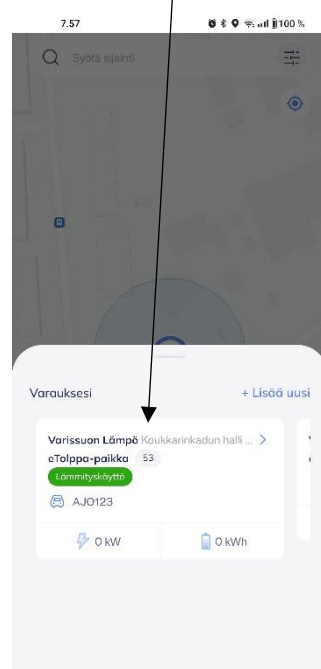 7.57 100 %
Syötä sijainti
Varauksesi + Lisää uusi
Varissuon Lämpö Koukkarinkadun halli ...
eTolppa-paikka 53
Lämmityskäyttö
AJO123
0 kW 0 kWh